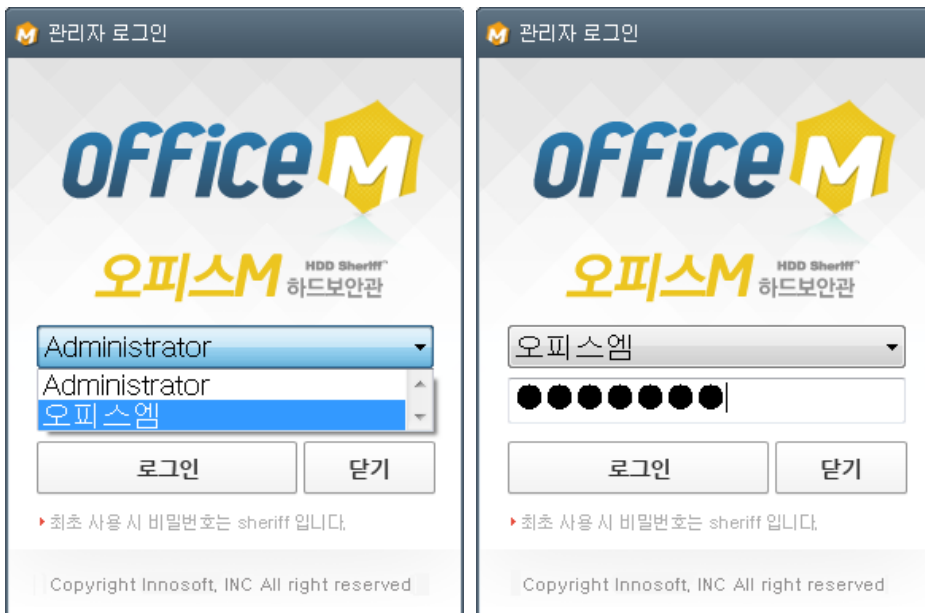 관리자 로그인
officeM
오피스M HDD Sheriff™
하드보안관
Administrator
Administrator
오피스엠
로그인 닫기
최초 사용 시 비밀번호는 sheriff 입니다.
Copyright Innosoft, INC All right reserved
관리자 로그인
officeM
오피스M HDD Sheriff™
하드보안관
오피스엠
●●●●●●●
로그인 닫기
최초 사용 시 비밀번호는 sheriff 입니다.
Copyright Innosoft, INC All right reserved